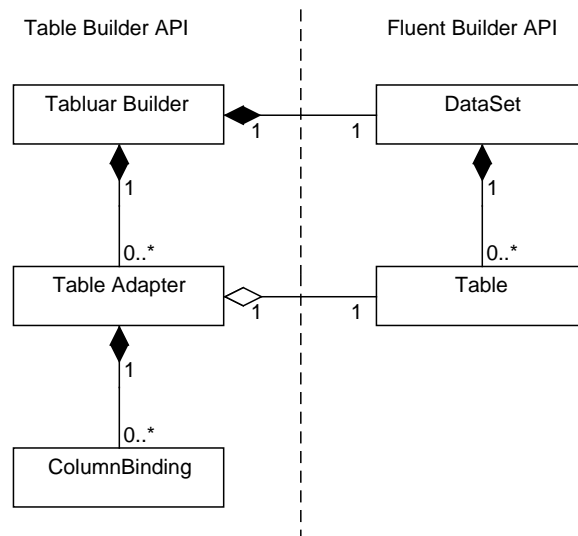 Table Builder API
Fluent Builder API
Tabluar Builder
DataSet
1
1
1
1
0..*
0..*
Table Adapter
Table
1
1
1
0..*
ColumnBinding